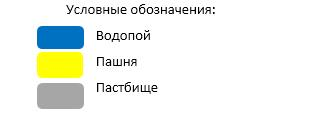 Условные обозначения:
Водопой
Пашня
Пастбище